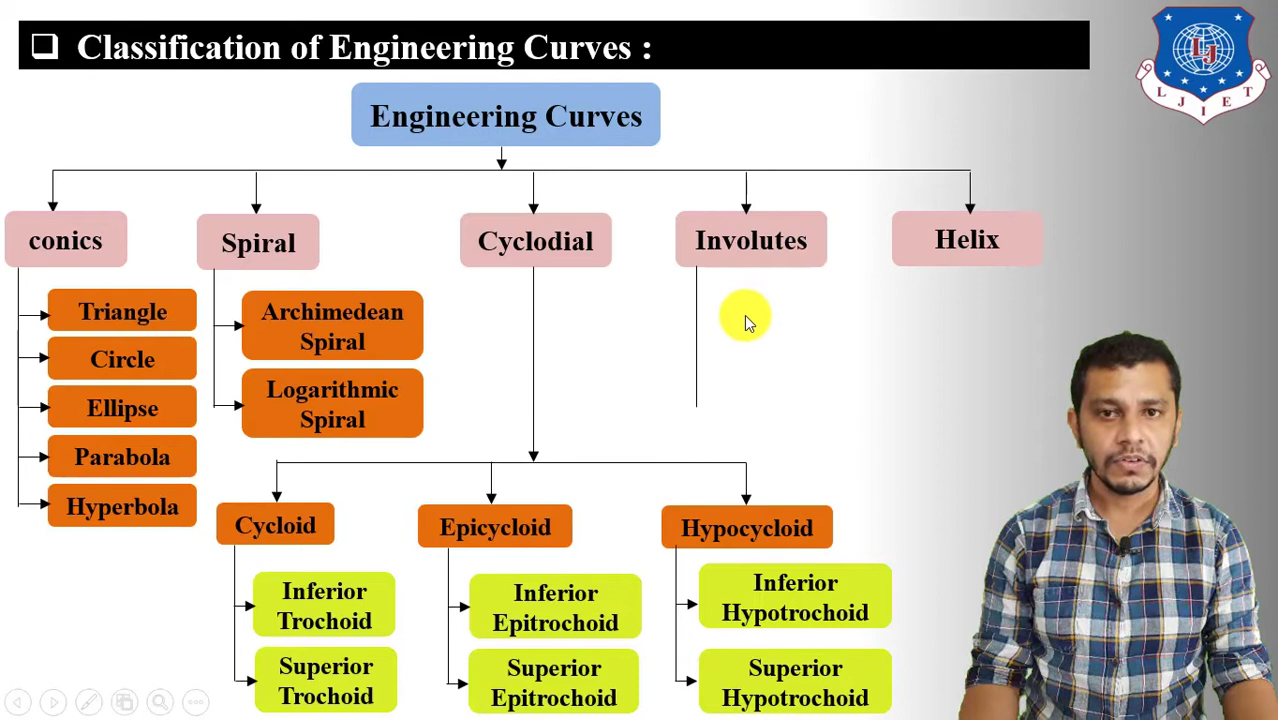 ❑ Classification of Engineering Curves :
L J I E T
LJ
Engineering Curves
conics
Spiral
Cyclodial
Involutes
Helix
Triangle
Circle
Ellipse
Parabola
Hyperbola
Archimedean
Spiral
Logarithmic
Spiral
Cycloid
Epicycloid
Hypocycloid
Inferior
Trochoid
Superior
Trochoid
Inferior
Epitrochoid
Superior
Epitrochoid
Inferior
Hypotrochoid
Superior
Hypotrochoid